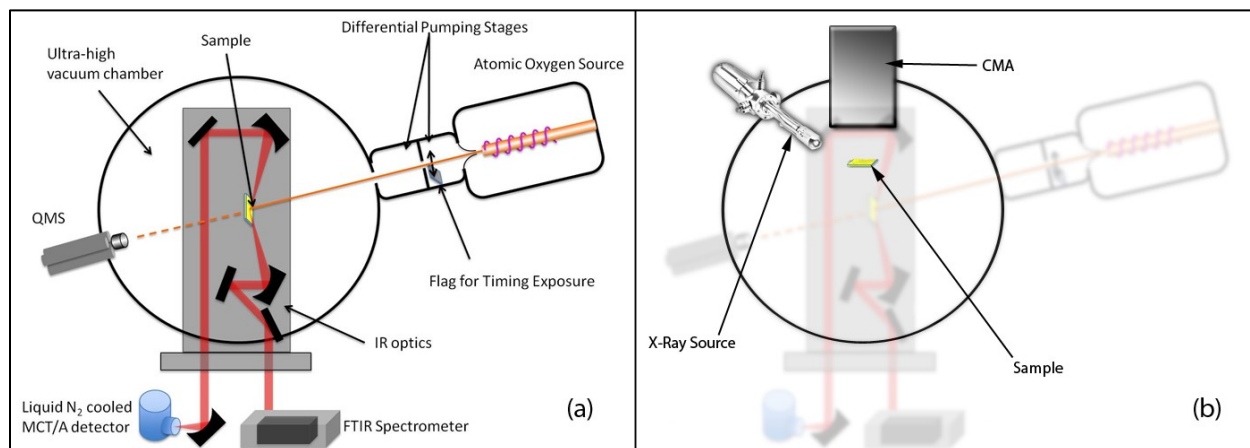 Sample
Differential Pumping Stages
Ultra-high
vacuum chamber
Atomic Oxygen Source
QMS
Flag for Timing Exposure
IR optics
Liquid N₂ cooled
MCT/A detector
FTIR Spectrometer
(a)
CMA
X-Ray Source
Sample
(b)